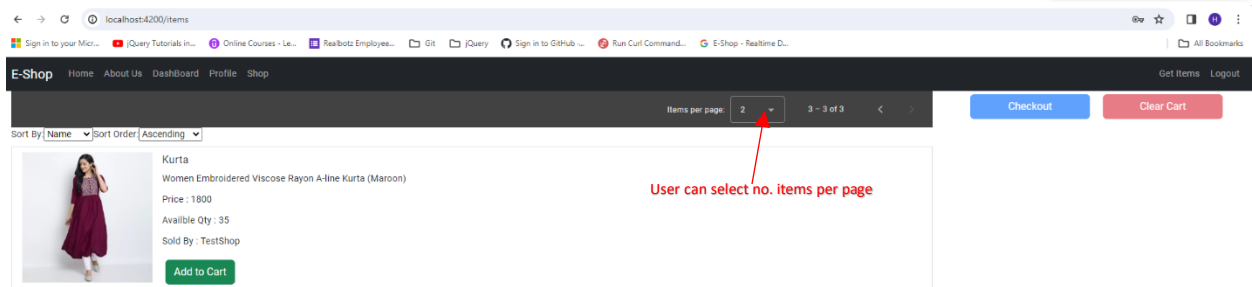 localhost:4200/items
H
Sign in to your Micr... jQuery Tutorials in... Online Courses - Le... Realbotz Employee... Git jQuery Sign in to GitHub -... Run Curl Command... E-Shop - Realtime D... All Bookmarks
E-Shop Home About Us DashBoard Profile Shop Get Items Logout
Items per page: 2 3 – 3 of 3 Checkout Clear Cart
Sort By: Name Sort Order: Ascending
Kurta
Women Embroidered Viscose Rayon A-line Kurta (Maroon)
User can select no. items per page
Price : 1800
Availble Qty : 35
Sold By : TestShop
Add to Cart